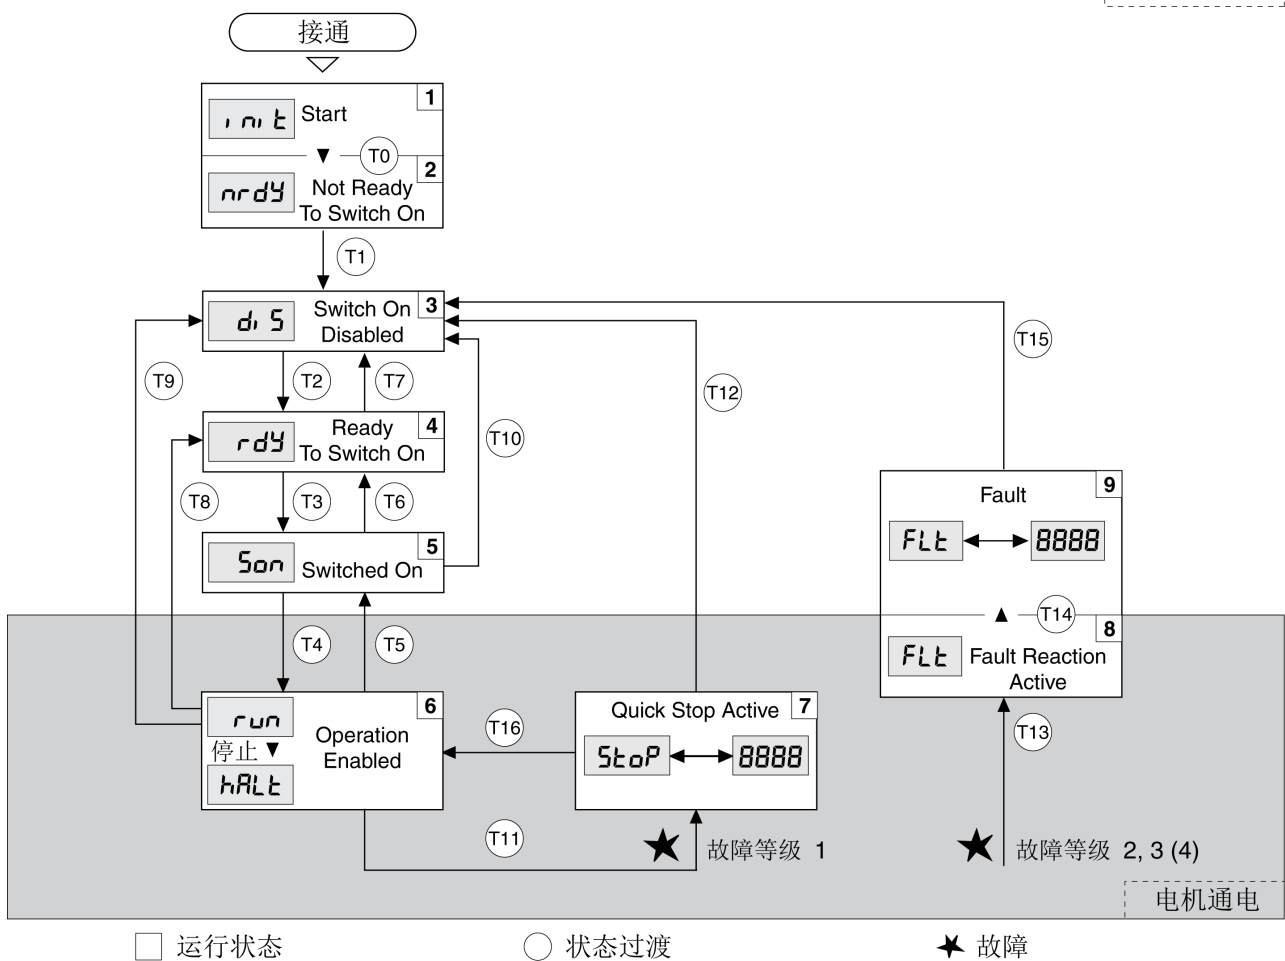 接通
1
init
Start
T0
2
nrdy
Not Ready
To Switch On
T1
3
diS
Switch On
Disabled
T15
T9
T2
T7
T12
4
rdy
Ready
To Switch On
T10
T8
T3
T6
9
Fault
FLt
8888
5
Son
Switched On
T14
8
T4
T5
FLt
Fault Reaction
Active
6
run
停止
hALt
Operation
Enabled
T16
7
Quick Stop Active
StoP
8888
T13
T11
故障等级 1
故障等级 2, 3 (4)
电机通电
运行状态
状态过渡
故障